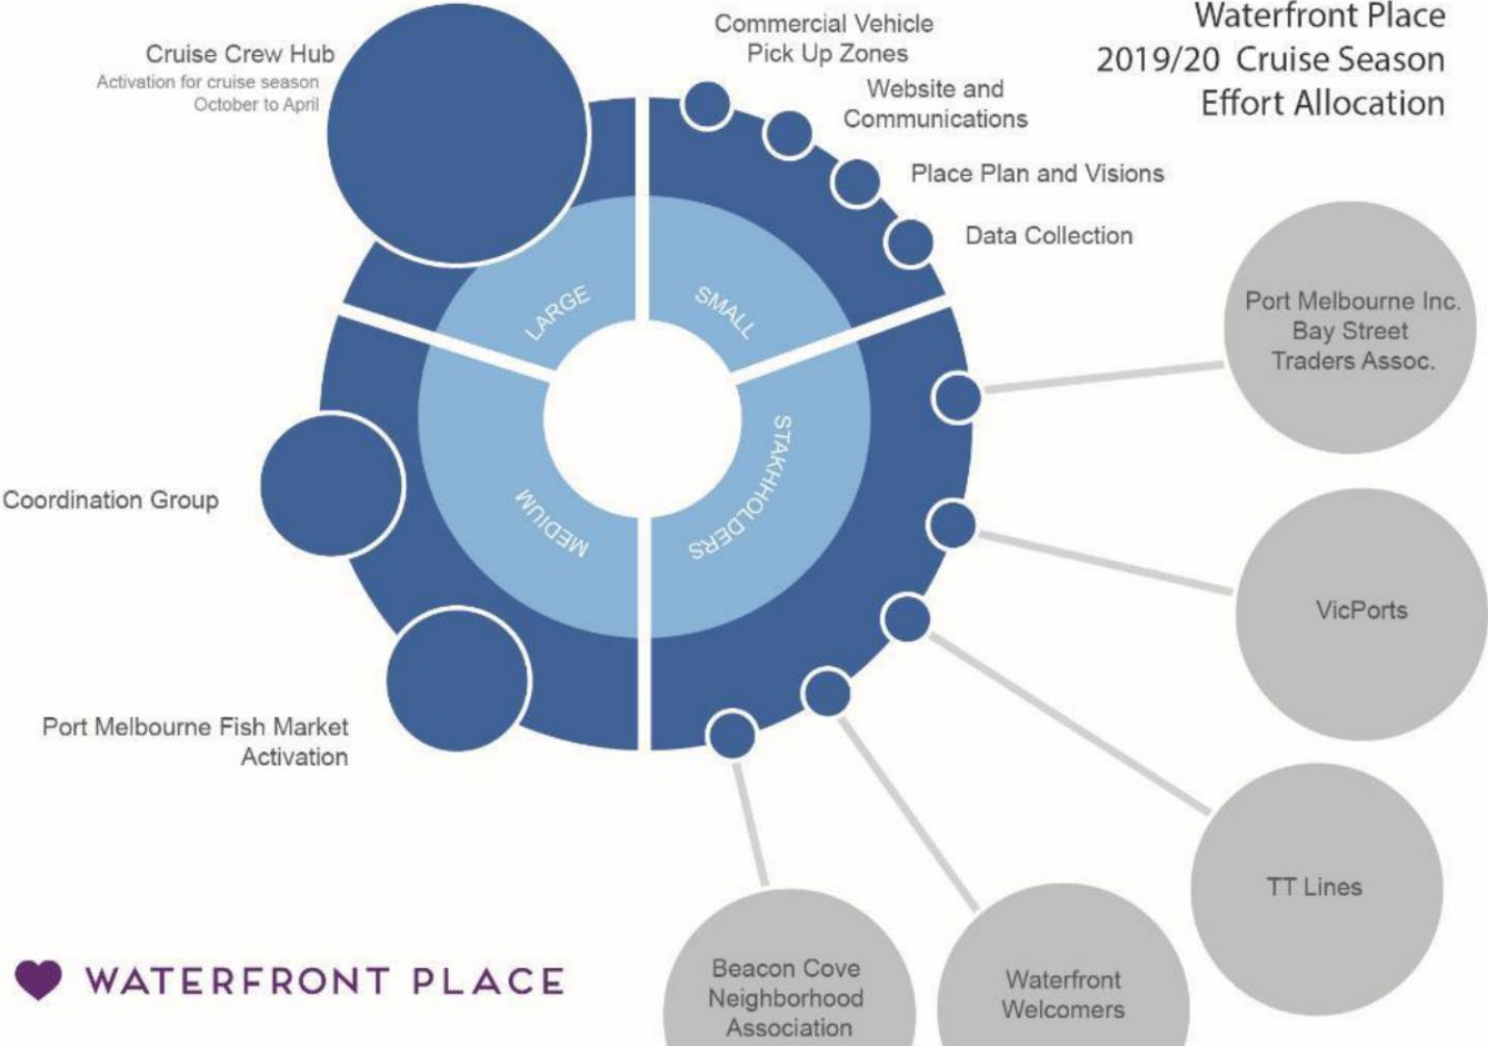 Waterfront Place
2019/20 Cruise Season
Effort Allocation
Cruise Crew Hub
Activation for cruise season
October to April
Commercial Vehicle
Pick Up Zones
Website and
Communications
Place Plan and Visions
Data Collection
LARGE
SMALL
MEDIUM
STAKHHOLDERS
Port Melbourne Inc.
Bay Street
Traders Assoc.
VicPorts
TT Lines
Waterfront
Welcomers
Beacon Cove
Neighborhood
Association
Coordination Group
Port Melbourne Fish Market
Activation
WATERFRONT PLACE